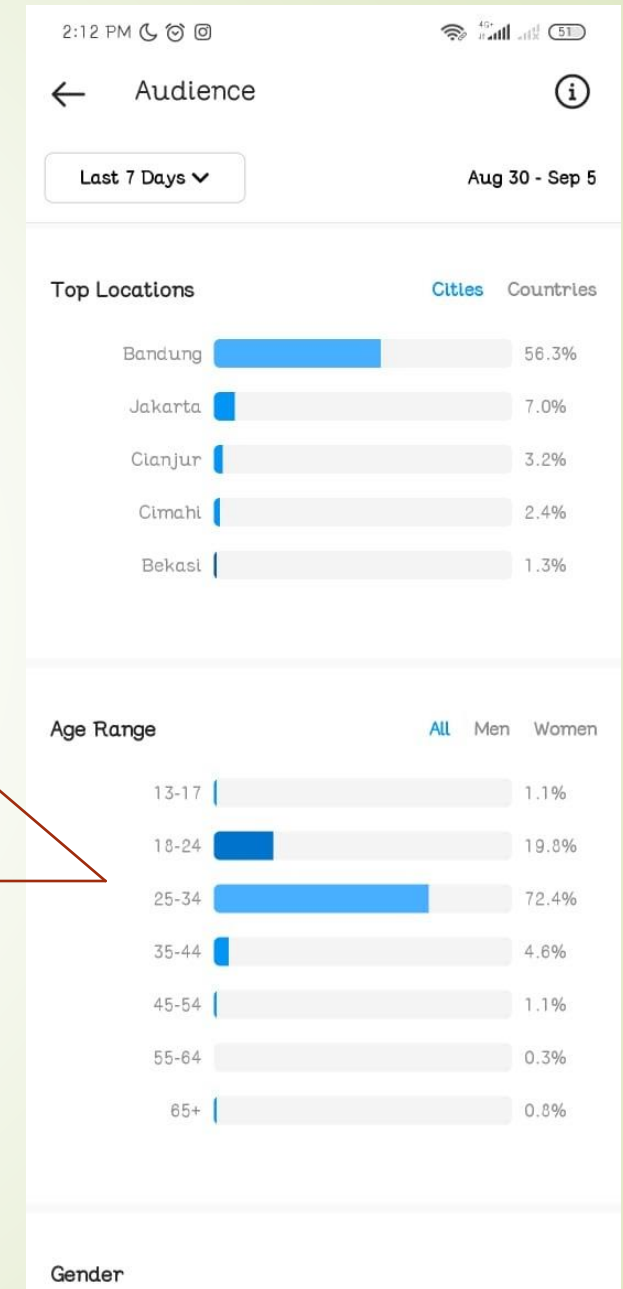 2:12 PM 4G+ 51
Audience
Last 7 Days Aug 30 - Sep 5
Top Locations Cities Countries
Bandung 56.3%
Jakarta 7.0%
Cianjur 3.2%
Cimahi 2.4%
Bekasi 1.3%
Age Range All Men Women
13-17 1.1%
18-24 19.8%
25-34 72.4%
35-44 4.6%
45-54 1.1%
55-64 0.3%
65+ 0.8%
Gender